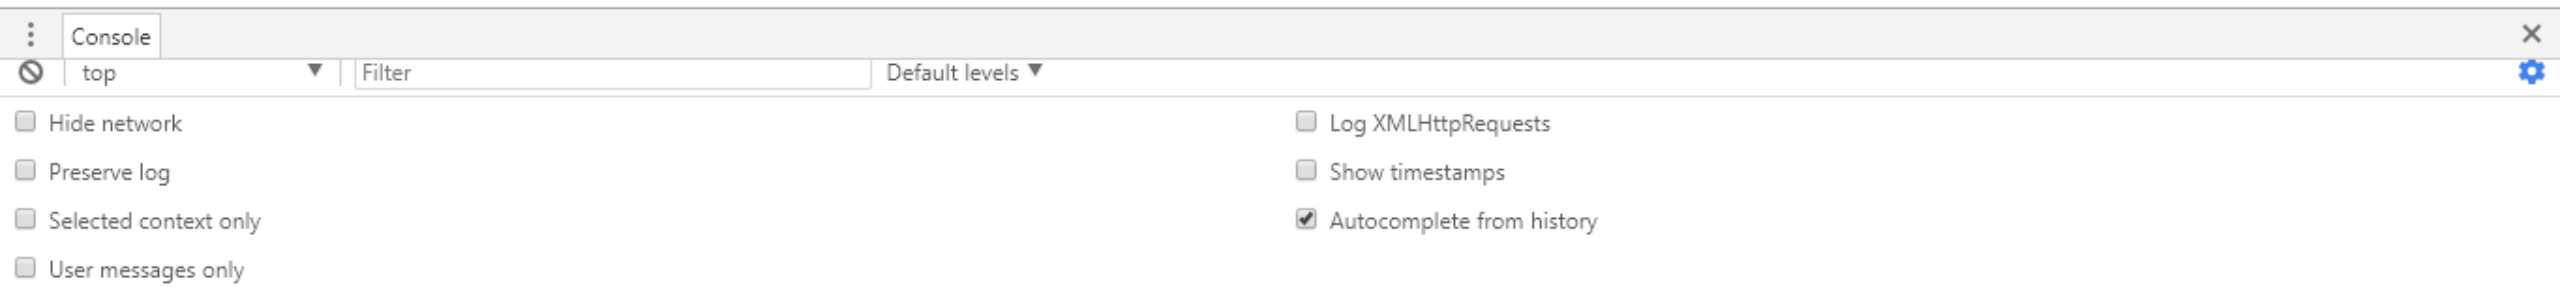 Console
top Filter Default levels
Hide network
Preserve log
Selected context only
User messages only
Log XMLHttpRequests
Show timestamps
Autocomplete from history